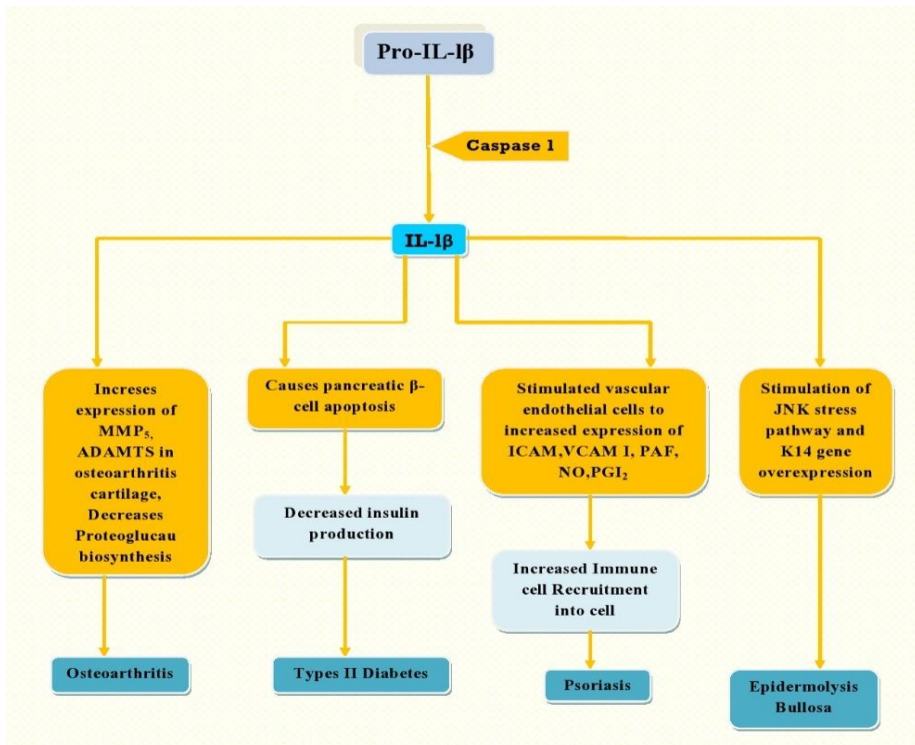 Pro-IL-lβ
Caspase 1
IL-lβ
Increses
expression of
MMP₅,
ADAMTS in
osteoarthritis
cartilage,
Decreases
Proteoglucau
biosynthesis
Causes pancreatic β-
cell apoptosis
Stimulated vascular
endothelial cells to
increased expression of
ICAM,VCAM I, PAF,
NO,PGI₂
Stimulation of
JNK stress
pathway and
K14 gene
overexpression
Decreased insulin
production
Increased Immune
cell Recruitment
into cell
Osteoarthritis
Types II Diabetes
Psoriasis
Epidermolysis
Bullosa